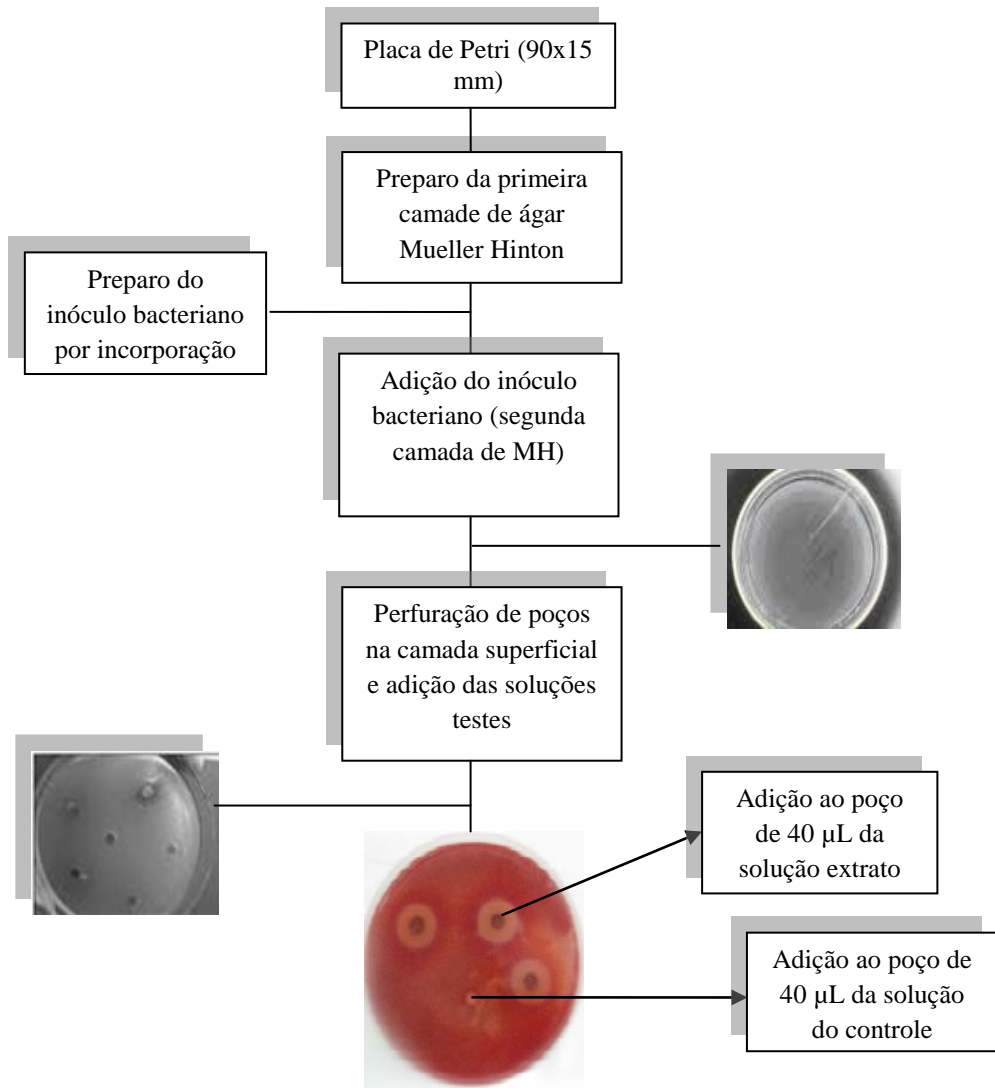 Placa de Petri (90x15
mm)
Preparo da primeira
camade de ágar
Mueller Hinton
Preparo do
inóculo bacteriano
por incorporação
Adição do inóculo
bacteriano (segunda
camada de MH)
Perfuração de poços
na camada superficial
e adição das soluções
testes
Adição ao poço
de 40 µL da
solução extrato
Adição ao poço de
40 µL da solução
do controle